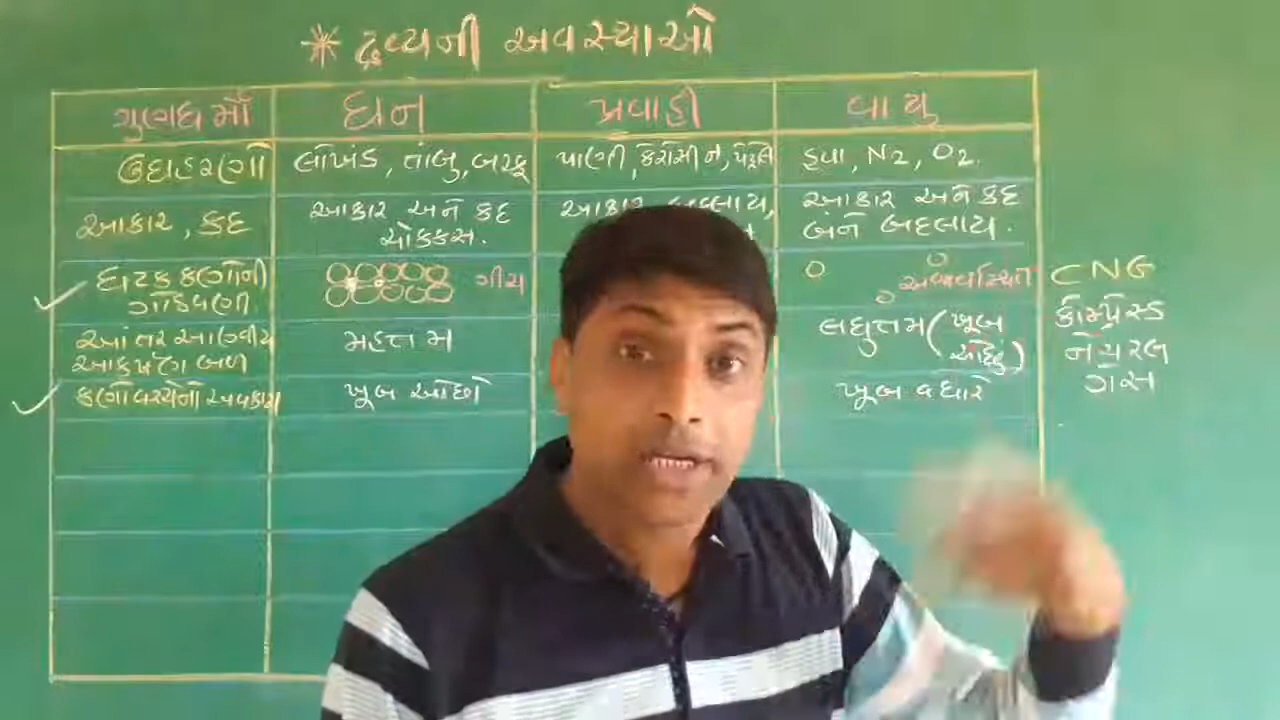 * દ્રવ્યની અવસ્થાઓ
ગુણધર્મો ઘન પ્રવાહી વાયુ
ઉદાહરણો લોખંડ, તાંબુ, બરફ પાણી, કેરોસીન, પેટ્રોલ હવા, N2, O2.
આકાર, કદ આકાર અને કદ ચોક્કસ. આકાર બદલાય, આકાર અને કદ બંને બદલાય.
ઘટક કણોની ગોઠવણી ગીચ અવ્યવસ્થિત
આંતર આણ્વીય આકર્ષણ બળ મહત્તમ લઘુત્તમ (ખૂબ ઓછું)
કણો વચ્ચેનો અવકાશ ખૂબ ઓછો ખૂબ વધારે
CNG
કોમ્પ્રેસ્ડ
નેચરલ
ગેસ